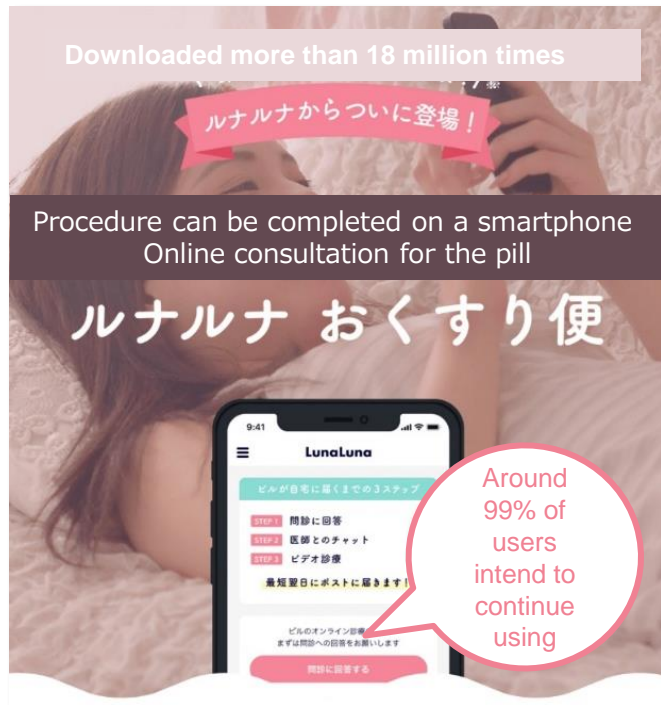 Downloaded more than 18 million times
ルナルナからついに登場！
Procedure can be completed on a smartphone
Online consultation for the pill
ルナルナ おくすり便
9:41
LunaLuna
ピルが自宅に届くまでの3ステップ
STEP 1 問診に回答
STEP 2 医師とのチャット
STEP 3 ビデオ診療
最短翌日にポストに届きます！
ピルのオンライン診療
まずは問診への回答をお願いします
問診に回答する
Around
99% of
users
intend to
continue
using